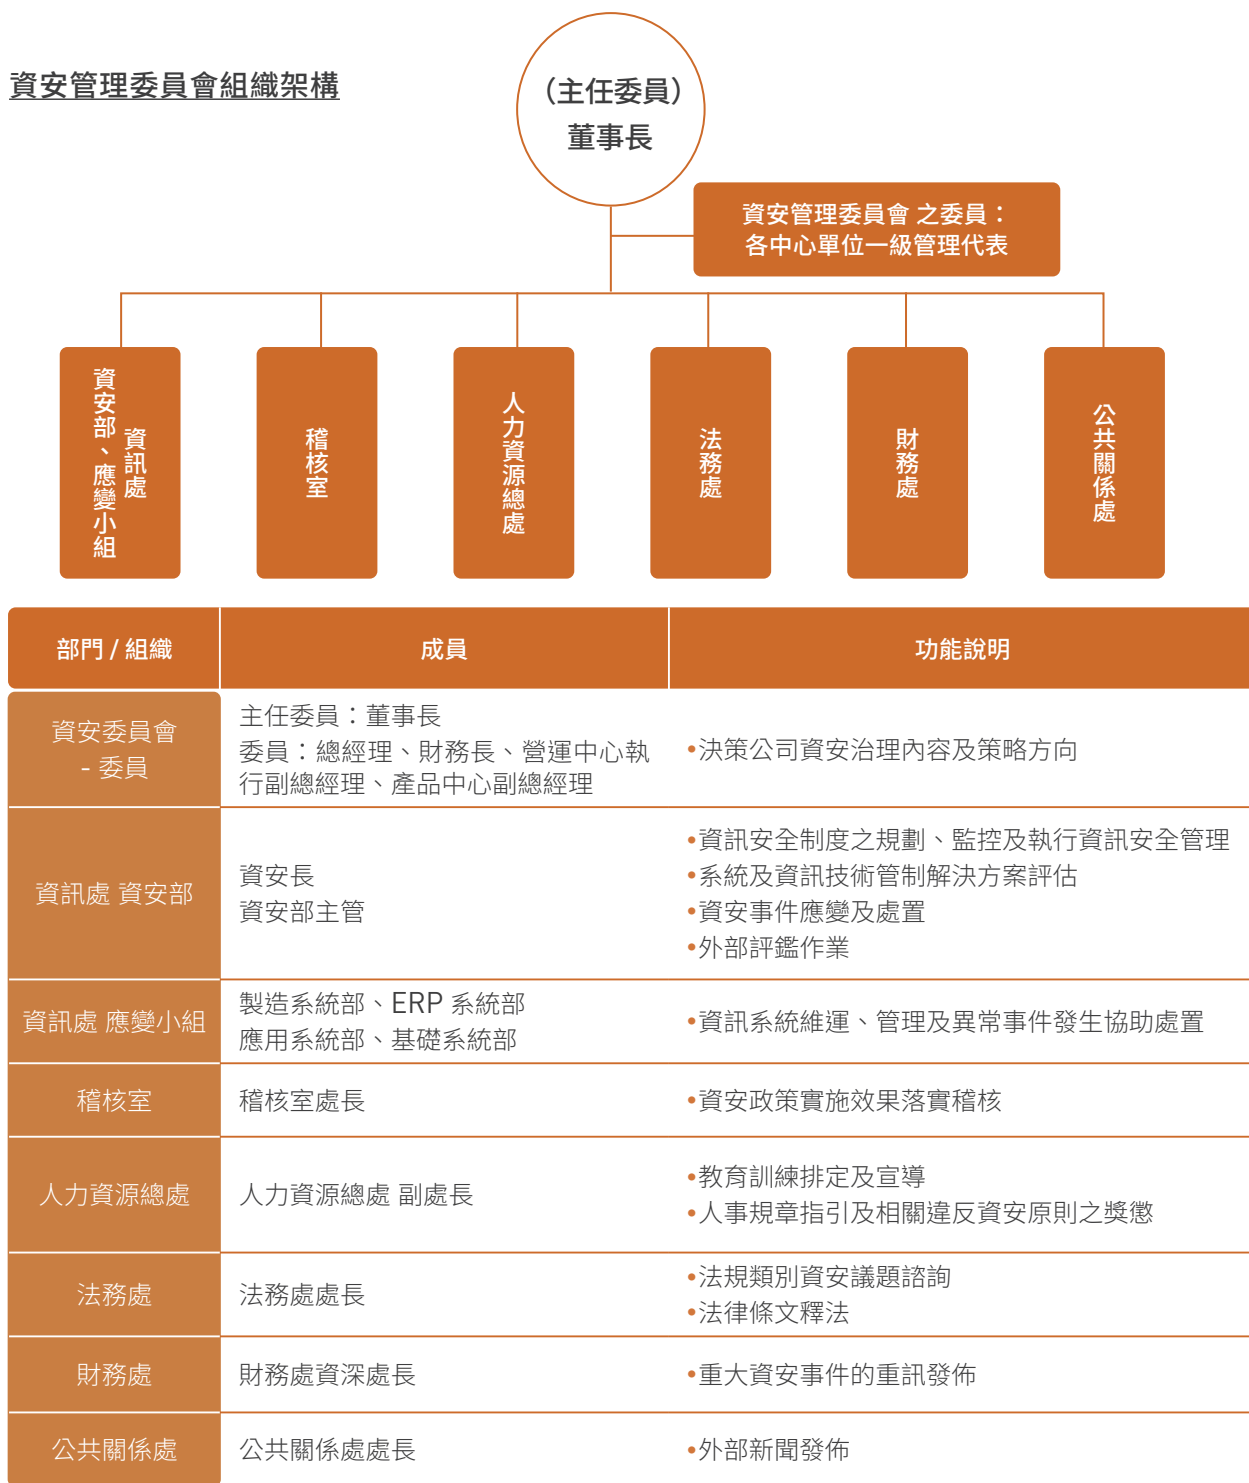 資安管理委員會組織架構
（主任委員）
董事長
資安管理委員會 之委員：
各中心單位一級管理代表
資訊處
資安部、應變小組
稽核室
人力資源總處
法務處
財務處
公共關係處
部門 / 組織
成員
功能說明
資安委員會
- 委員
主任委員：董事長
委員：總經理、財務長、營運中心執
行副總經理、產品中心副總經理
•決策公司資安治理內容及策略方向
資訊處 資安部
資安長
資安部主管
•資訊安全制度之規劃、監控及執行資訊安全管理
•系統及資訊技術管制解決方案評估
•資安事件應變及處置
•外部評鑑作業
資訊處 應變小組
製造系統部、ERP 系統部
應用系統部、基礎系統部
•資訊系統維運、管理及異常事件發生協助處置
稽核室
稽核室處長
•資安政策實施效果落實稽核
人力資源總處
人力資源總處 副處長
•教育訓練排定及宣導
•人事規章指引及相關違反資安原則之獎懲
法務處
法務處處長
•法規類別資安議題諮詢
•法律條文釋法
財務處
財務處資深處長
•重大資安事件的重訊發佈
公共關係處
公共關係處處長
•外部新聞發佈